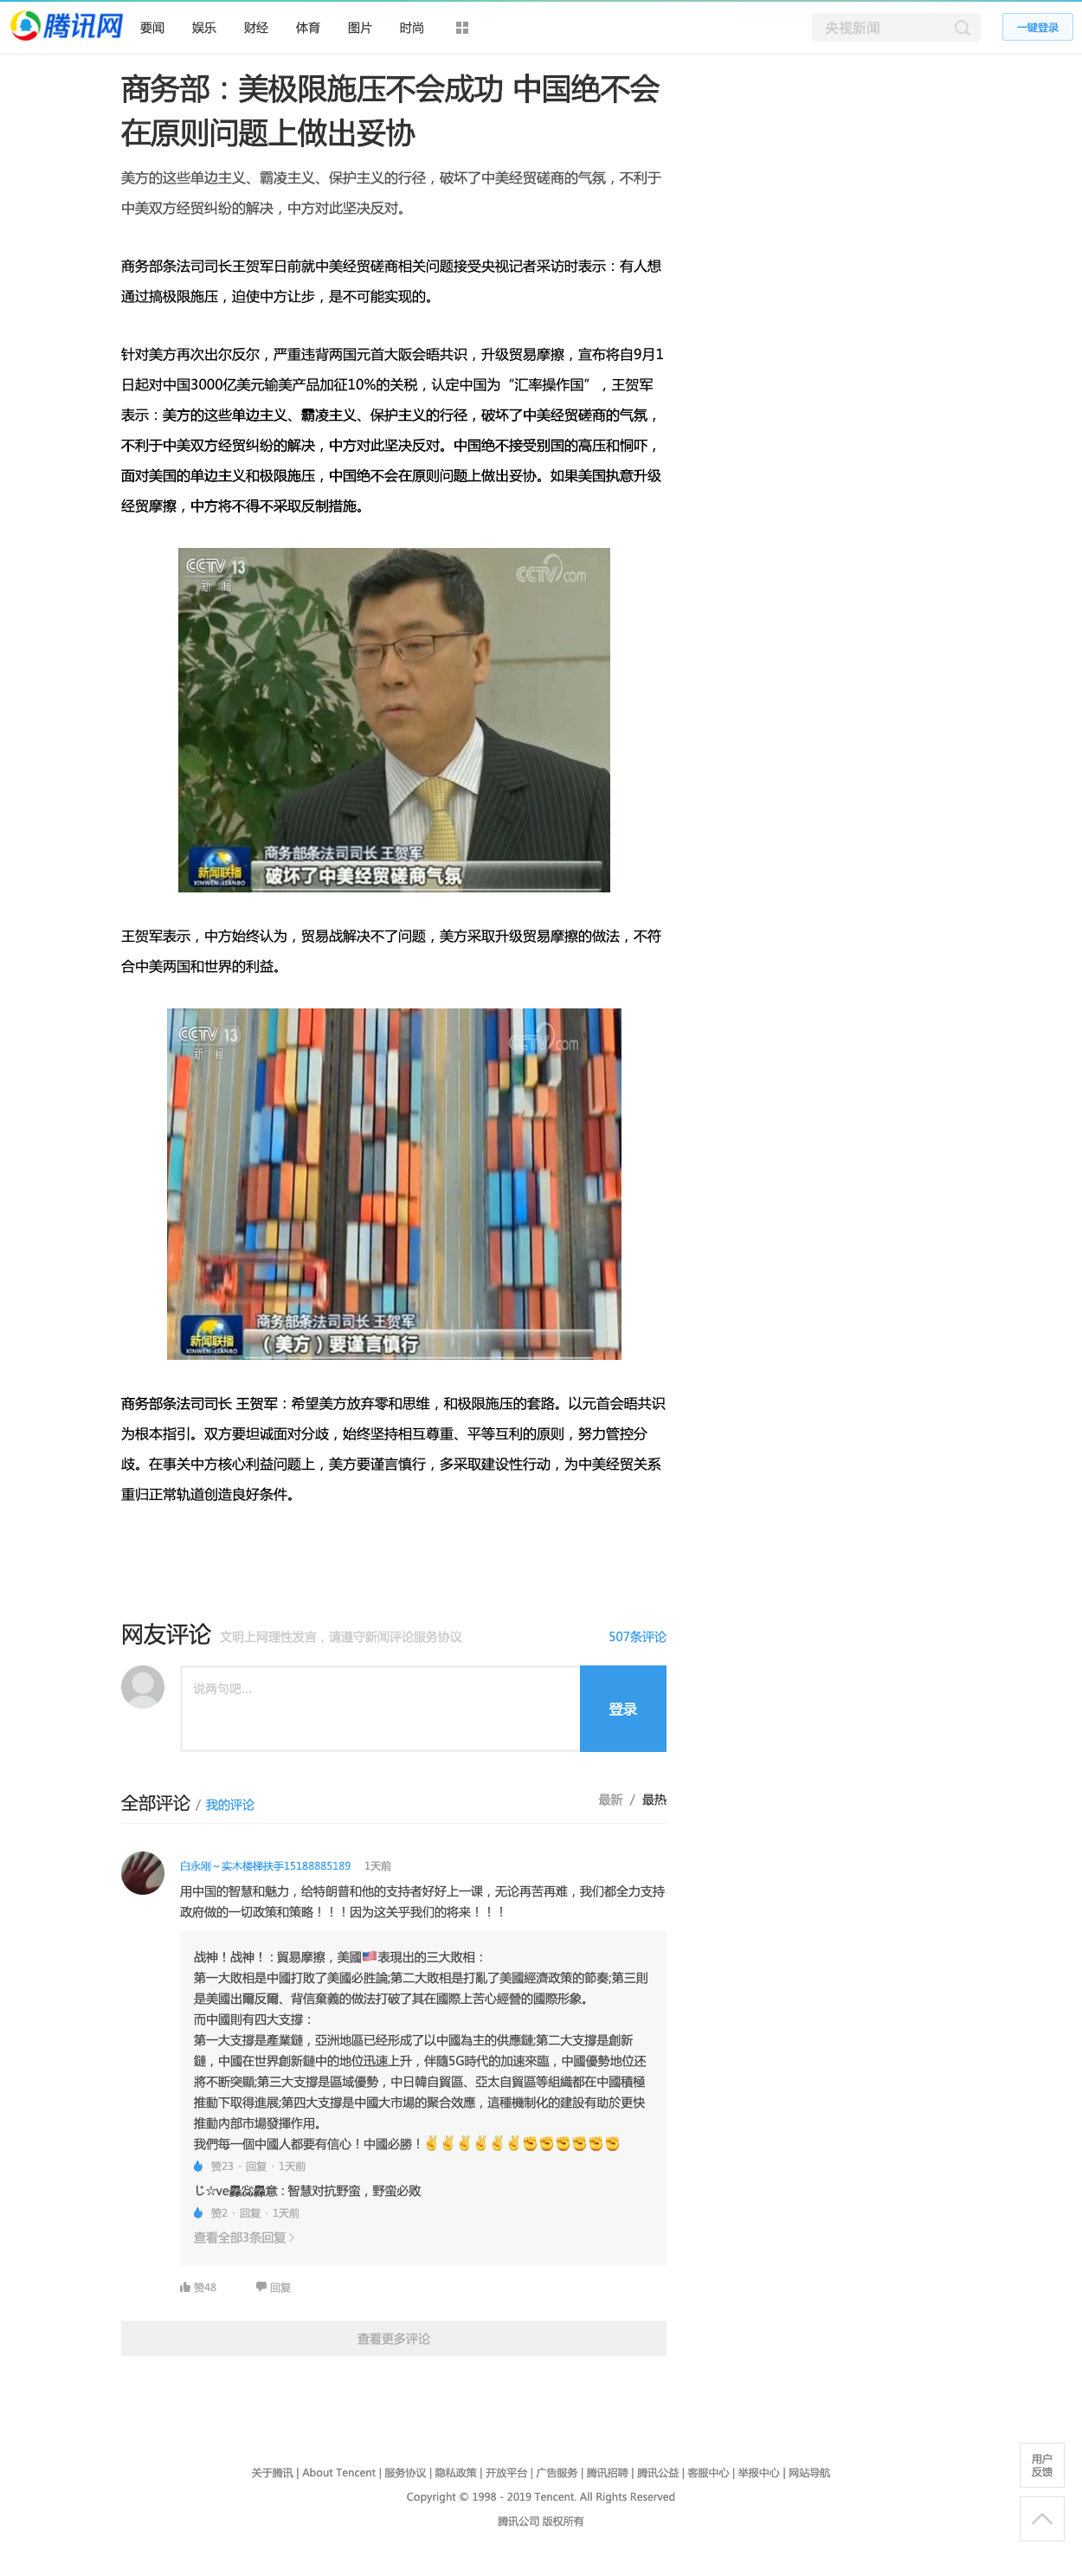 腾讯网 要闻 娱乐 财经 体育 图片 时尚 央视新闻 一键登录
商务部：美极限施压不会成功 中国绝不会
在原则问题上做出妥协
美方的这些单边主义、霸凌主义、保护主义的行径，破坏了中美经贸磋商的气氛，不利于
中美双方经贸纠纷的解决，中方对此坚决反对。
商务部条法司司长王贺军日前就中美经贸磋商相关问题接受央视记者采访时表示：有人想
通过搞极限施压，迫使中方让步，是不可能实现的。
针对美方再次出尔反尔，严重违背两国元首大阪会晤共识，升级贸易摩擦，宣布将自9月1
日起对中国3000亿美元输美产品加征10%的关税，认定中国为“汇率操作国”，王贺军
表示：美方的这些单边主义、霸凌主义、保护主义的行径，破坏了中美经贸磋商的气氛，
不利于中美双方经贸纠纷的解决，中方对此坚决反对。中国绝不接受别国的高压和恫吓，
面对美国的单边主义和极限施压，中国绝不会在原则问题上做出妥协。如果美国执意升级
经贸摩擦，中方将不得不采取反制措施。
CCTV 13 CCTV.com
新闻
商务部条法司司长 王贺军
新闻联播
XINWEN LIANBO
破坏了中美经贸磋商气氛
王贺军表示，中方始终认为，贸易战解决不了问题，美方采取升级贸易摩擦的做法，不符
合中美两国和世界的利益。
CCTV 13 CCTV.com
新闻
商务部条法司司长 王贺军
新闻联播
XINWEN LIANBO
（美方）要谨言慎行
商务部条法司司长 王贺军：希望美方放弃零和思维，和极限施压的套路。以元首会晤共识
为根本指引。双方要坦诚面对分歧，始终坚持相互尊重、平等互利的原则，努力管控分
歧。在事关中方核心利益问题上，美方要谨言慎行，多采取建设性行动，为中美经贸关系
重归正常轨道创造良好条件。
网友评论 文明上网理性发言，请遵守新闻评论服务协议 507条评论
说两句吧...
登录
全部评论 / 我的评论 最新 / 最热
白永刚～实木楼梯扶手15188885189 1天前
用中国的智慧和魅力，给特朗普和他的支持者好好上一课，无论再苦再难，我们都全力支持
政府做的一切政策和策略！！！因为这关乎我们的将来！！！
战神！战神！：貿易摩擦，美國🇺🇸表現出的三大敗相：
第一大敗相是中國打敗了美國必胜論;第二大敗相是打亂了美國經濟政策的節奏;第三則
是美國出爾反爾、背信棄義的做法打破了其在國際上苦心經營的國際形象。
而中國則有四大支撐：
第一大支撐是產業鏈，亞洲地區已经形成了以中國為主的供應鏈;第二大支撐是創新
鏈，中國在世界創新鏈中的地位迅速上升，伴隨5G時代的加速來臨，中國優勢地位还
將不断突顯;第三大支撐是區域優勢，中日韓自貿區、亞太自貿區等組織都在中國積極
推動下取得進展;第四大支撐是中國大市場的聚合效應，這種機制化的建設有助於更快
推動内部市場發揮作用。
我們每一個中國人都要有信心！中國必勝！✌✌✌✌✌✌✊✊✊✊✊✊
赞23 · 回复 · 1天前
：智慧对抗野蛮，野蛮必败
赞2 · 回复 · 1天前
查看全部3条回复
赞48 回复
查看更多评论
用户
反馈
关于腾讯 | About Tencent | 服务协议 | 隐私政策 | 开放平台 | 广告服务 | 腾讯招聘 | 腾讯公益 | 客服中心 | 举报中心 | 网站导航
Copyright © 1998 - 2019 Tencent. All Rights Reserved
腾讯公司 版权所有